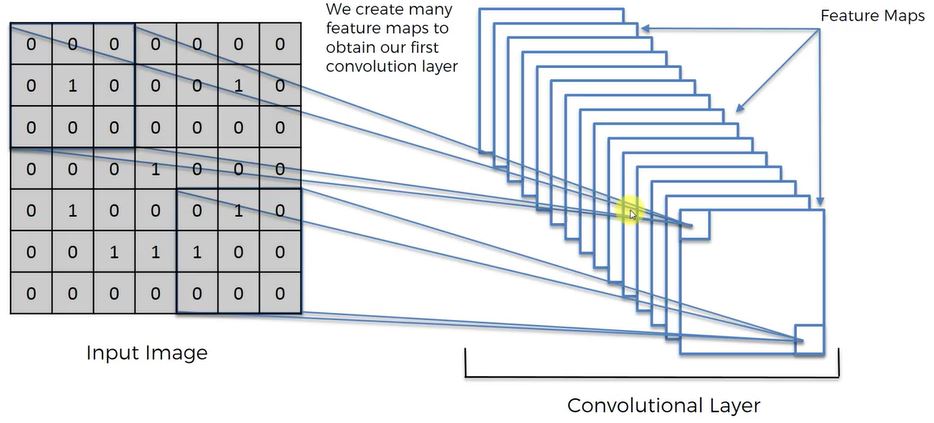 We create many
feature maps to
obtain our first
convolution layer
Feature Maps
0 0 0 0 0 0 0
0 1 0 0 0 1 0
0 0 0 0 0 0 0
0 0 0 1 0 0 0
0 1 0 0 0 1 0
0 0 1 1 1 0 0
0 0 0 0 0 0 0
Input Image
Convolutional Layer